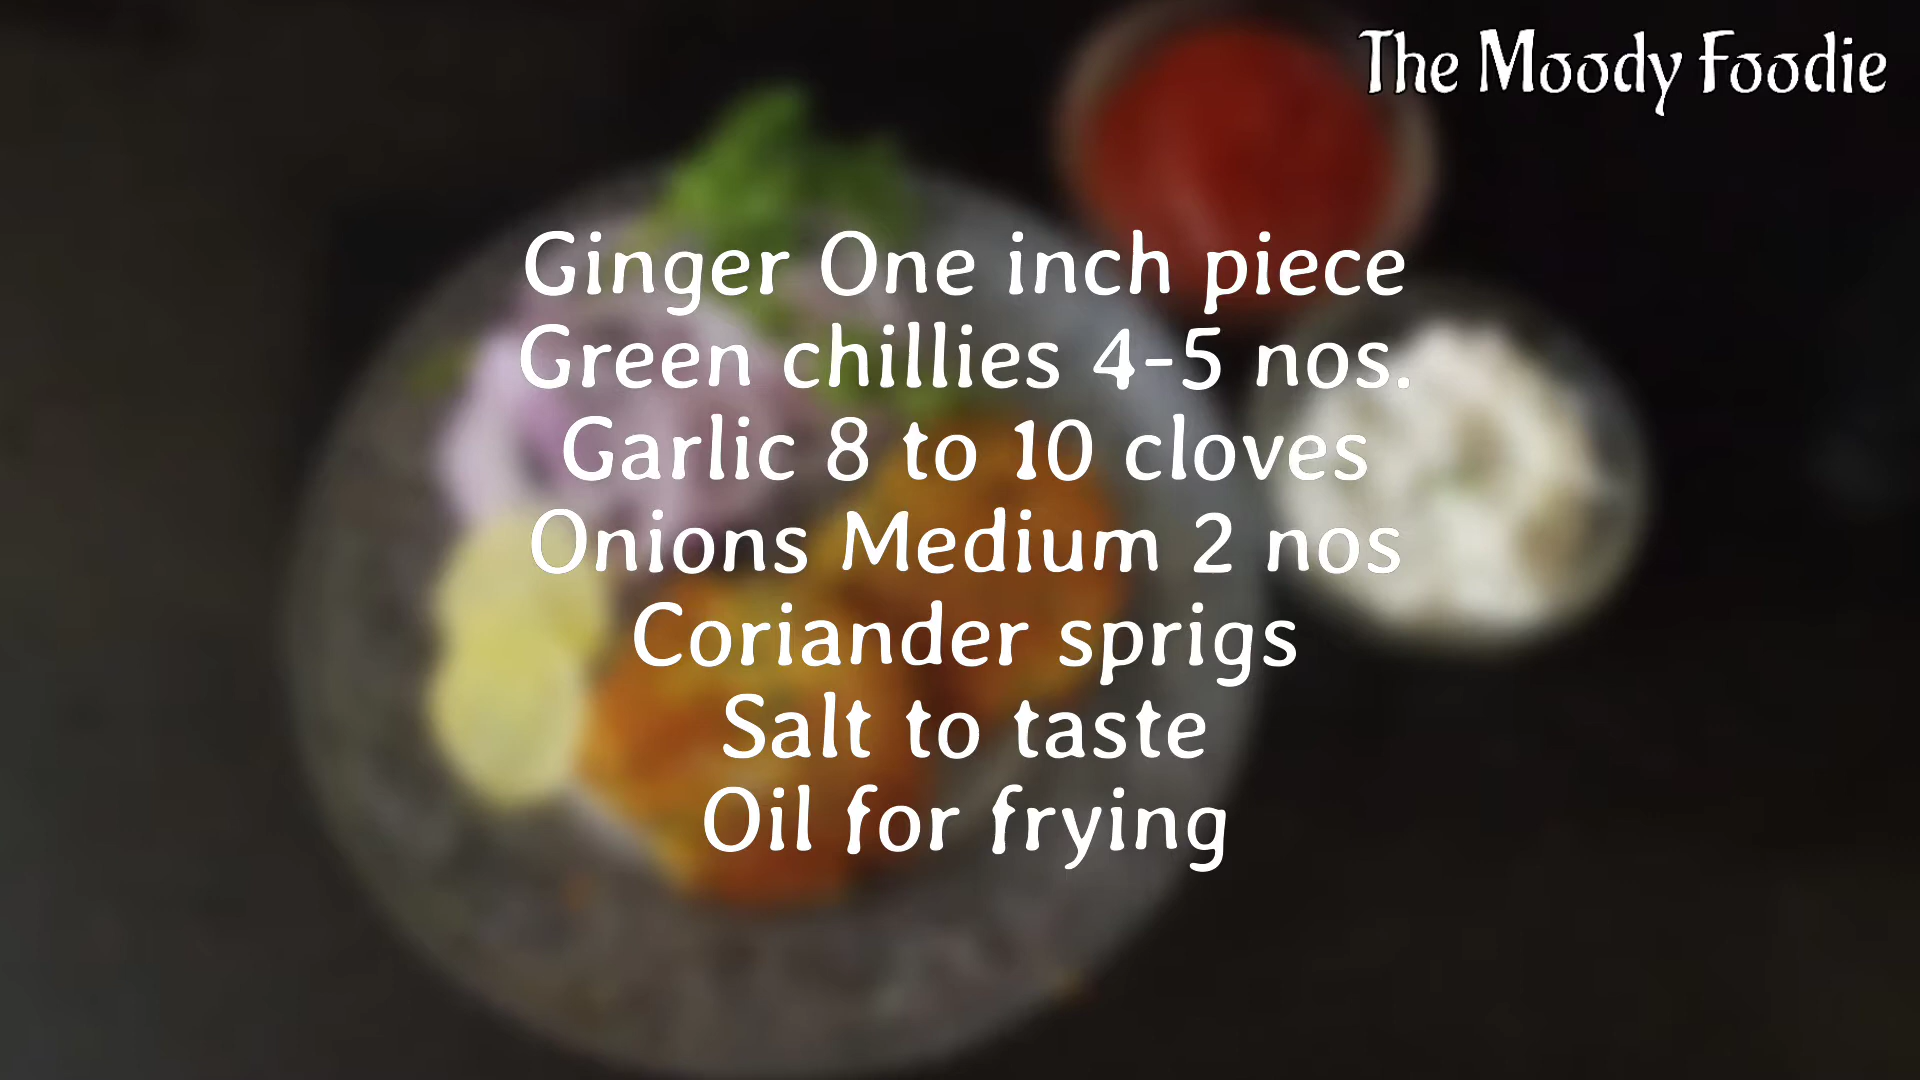 The Moody Foodie
Ginger One inch piece
Green chillies 4-5 nos.
Garlic 8 to 10 cloves
Onions Medium 2 nos
Coriander sprigs
Salt to taste
Oil for frying